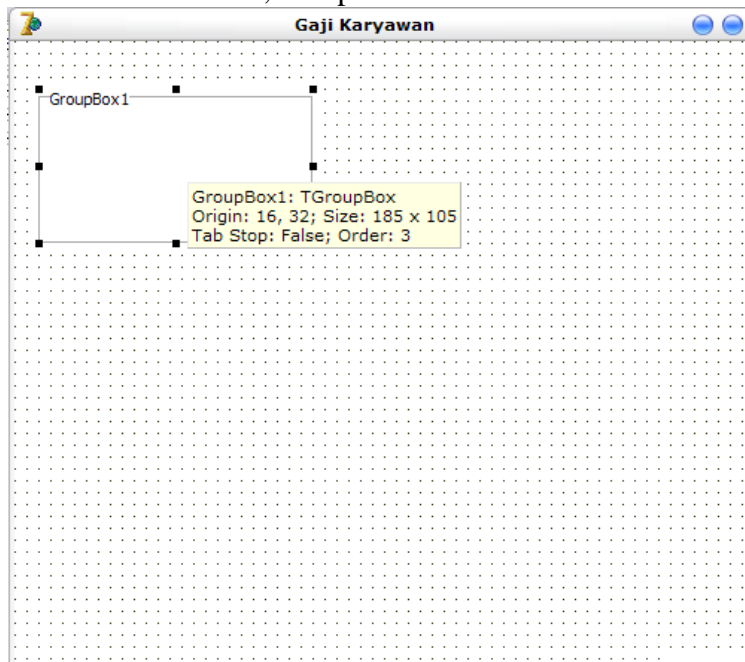 Gaji Karyawan
GroupBox1
GroupBox1: TGroupBox
Origin: 16, 32; Size: 185 x 105
Tab Stop: False; Order: 3